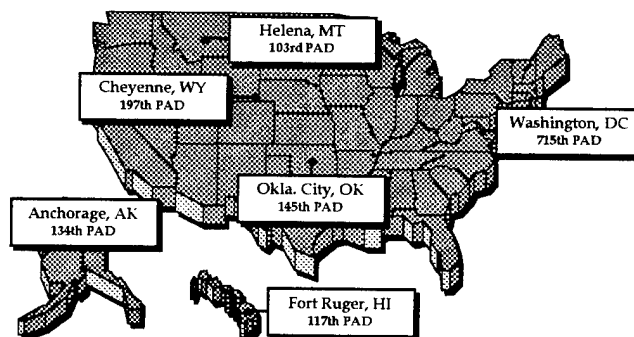 Helena, MT
103rd PAD
Cheyenne, WY
197th PAD
Washington, DC
715th PAD
Okla. City, OK
145th PAD
Anchorage, AK
134th PAD
Fort Ruger, HI
117th PAD